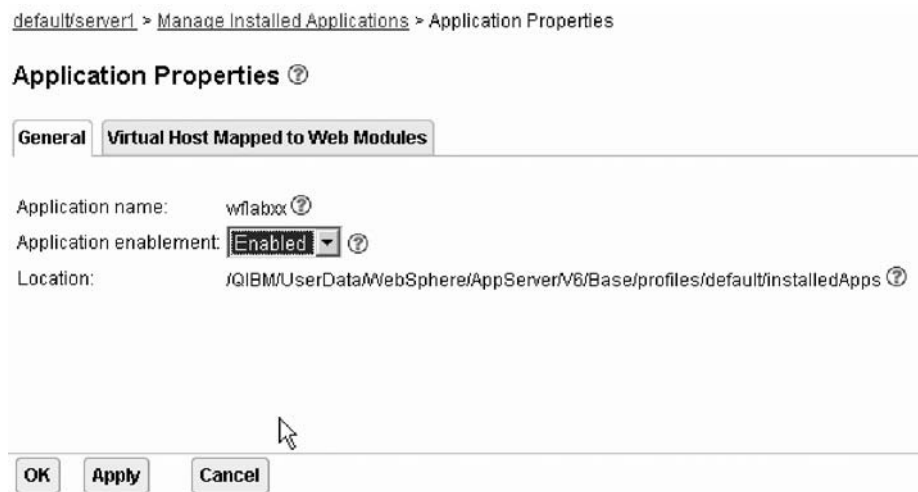 default/server1 > Manage Installed Applications > Application Properties
Application Properties ?
General Virtual Host Mapped to Web Modules
Application name: wflabxx ?
Application enablement: Enabled ?
Location: /QIBM/UserData/WebSphere/AppServer/V6/Base/profiles/default/installedApps ?
OK Apply Cancel